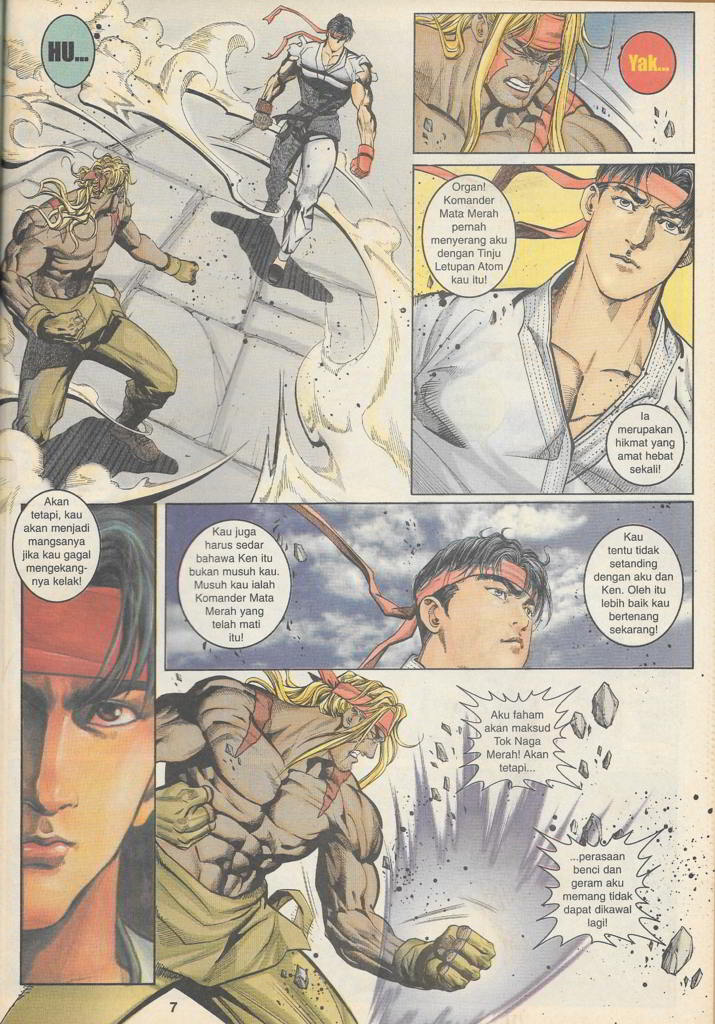 HU...
Yak...
Organ!
Komander
Mata Merah
pernah
menyerang aku
dengan Tinju
Letupan Atom
kau itu!
Ia
merupakan
hikmat yang
amat hebat
sekali!
Akan
tetapi, kau
akan menjadi
mangsanya
jika kau gagal
mengekang-
nya kelak!
Kau juga
harus sedar
bahawa Ken itu
bukan musuh kau.
Musuh kau ialah
Komander Mata
Merah yang
telah mati
itu!
Kau
tentu tidak
setanding
dengan aku dan
Ken. Oleh itu
lebih baik kau
bertenang
sekarang!
Aku faham
akan maksud
Tok Naga
Merah! Akan
tetapi...
...perasaan
benci dan
geram aku
memang tidak
dapat dikawal
lagi!
7